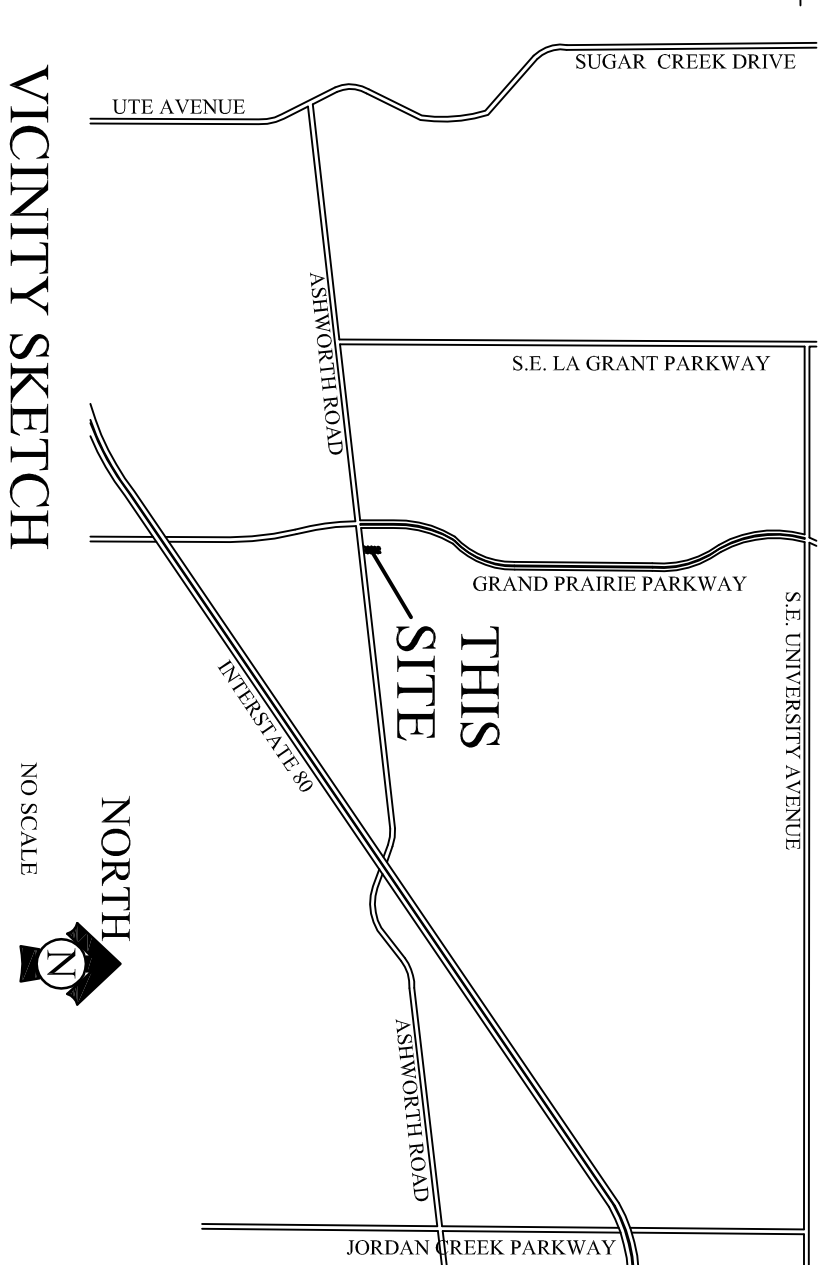 SUGAR CREEK DRIVE
UTE AVENUE
ASHWORTH ROAD
S.E. LA GRANT PARKWAY
GRAND PRAIRIE PARKWAY
S.E. UNIVERSITY AVENUE
THIS
SITE
INTERSTATE 80
ASHWORTH ROAD
JORDAN CREEK PARKWAY
NORTH
N
VICINITY SKETCH
NO SCALE